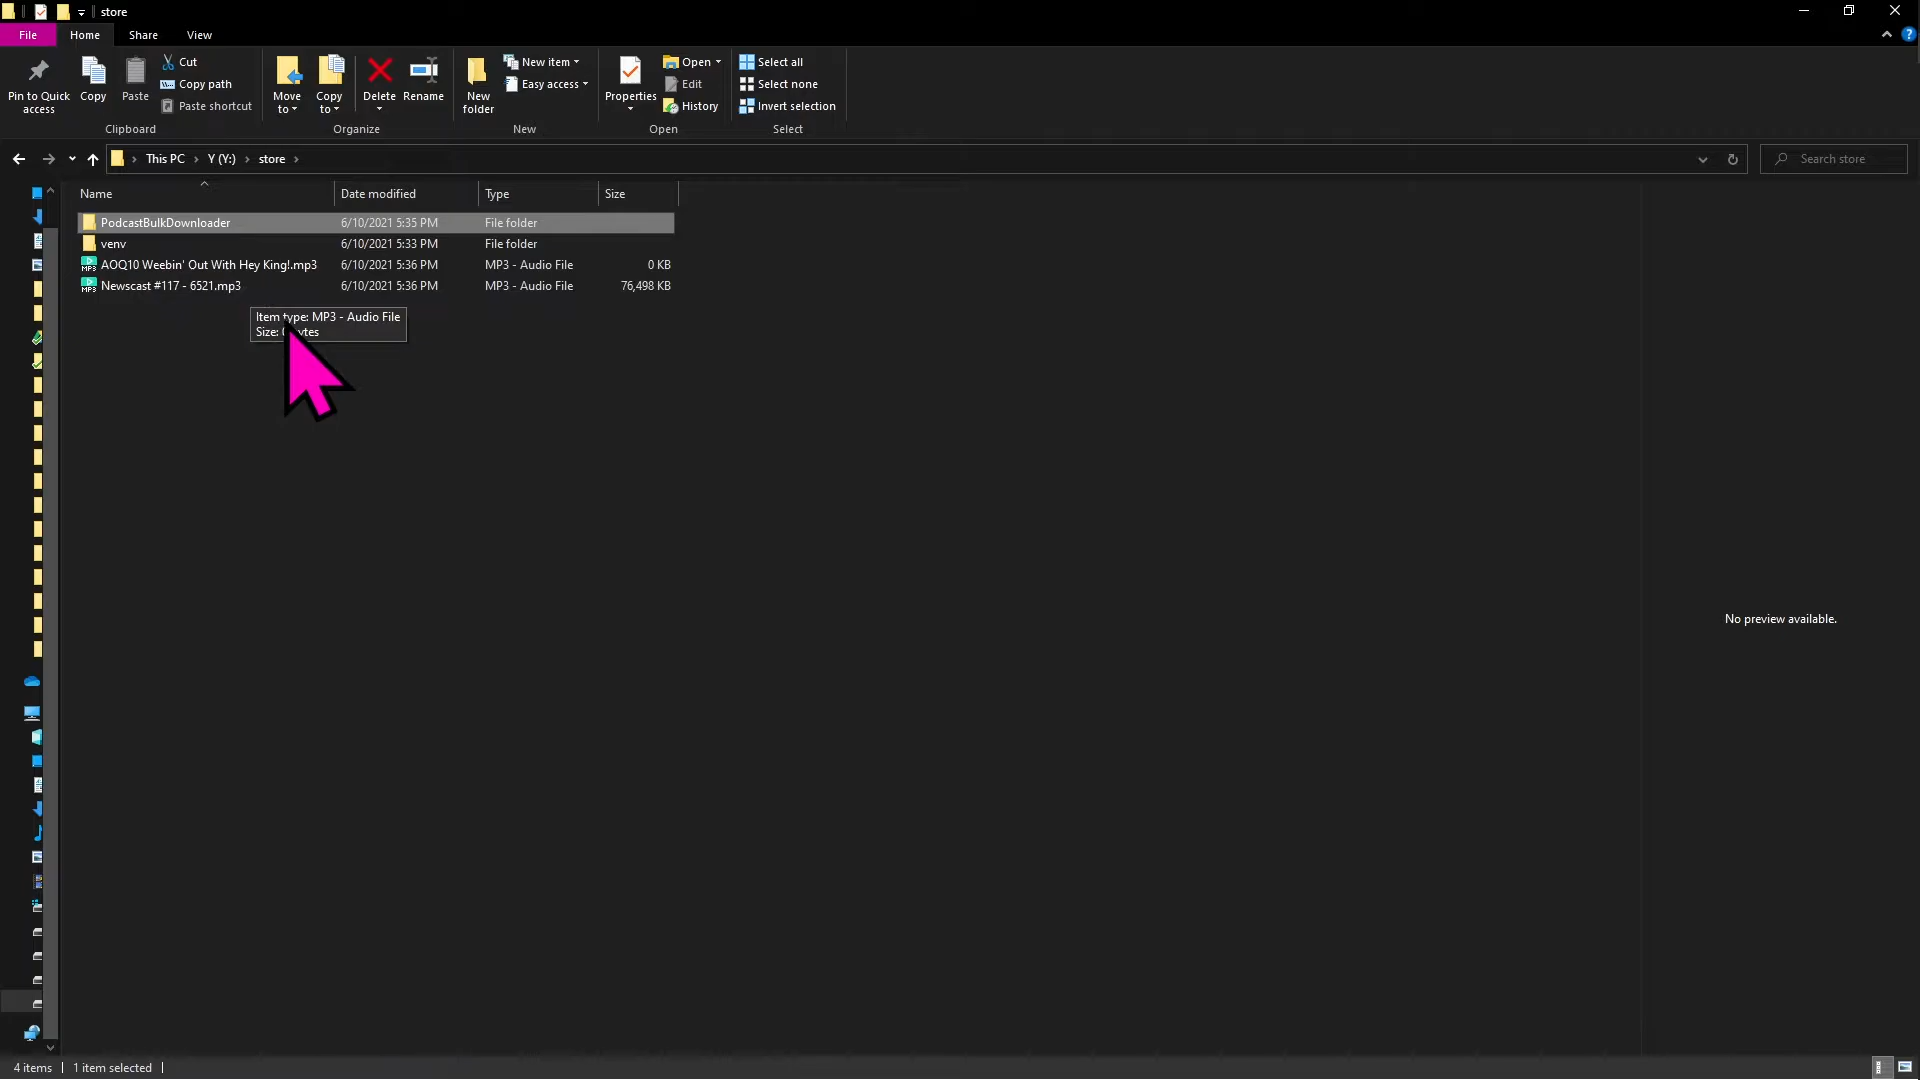 store
File Home Share View
Pin to Quick access
Copy
Paste
Cut
Copy path
Paste shortcut
Clipboard
Move to
Copy to
Delete
Rename
Organize
New folder
New item
Easy access
New
Properties
Open
Edit
History
Open
Select all
Select none
Invert selection
Select
This PC Y (Y:) store
Search store
Name Date modified Type Size
PodcastBulkDownloader 6/10/2021 5:35 PM File folder
venv 6/10/2021 5:33 PM File folder
AOQ10 Weebin' Out With Hey King!.mp3 6/10/2021 5:36 PM MP3 - Audio File 0 KB
Newscast #117 - 6521.mp3 6/10/2021 5:36 PM MP3 - Audio File 76,498 KB
Item type: MP3 - Audio File
Size:
No preview available.
4 items 1 item selected